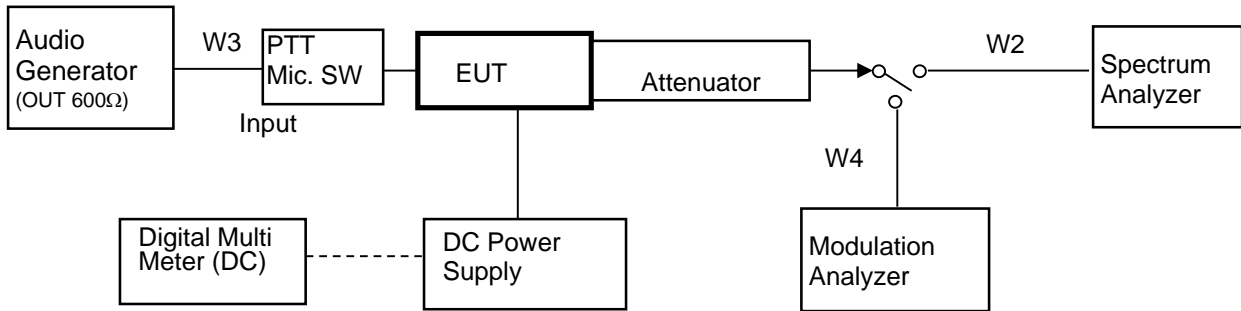 Audio
Generator
(OUT 600Ω)
W3
PTT
Mic. SW
Input
EUT
Attenuator
W2
Spectrum
Analyzer
W4
Digital Multi
Meter (DC)
DC Power
Supply
Modulation
Analyzer